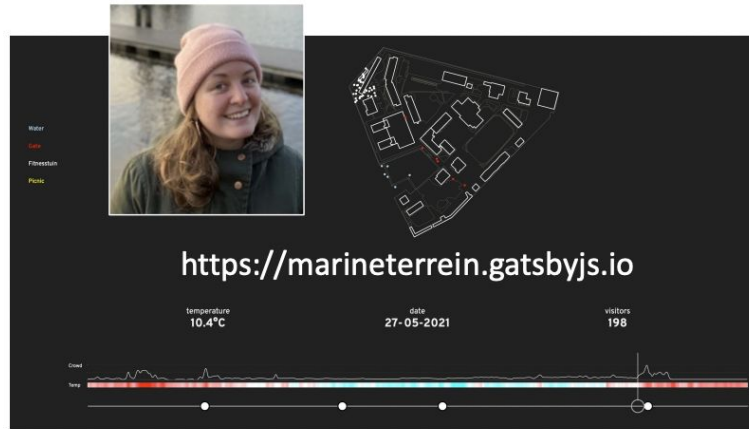 Water
Gate
Fitnesstuin
Picnic
https://marineterrein.gatsbyjs.io
temperature
10.4°C
date
27-05-2021
visitors
198
Crowd
Temp